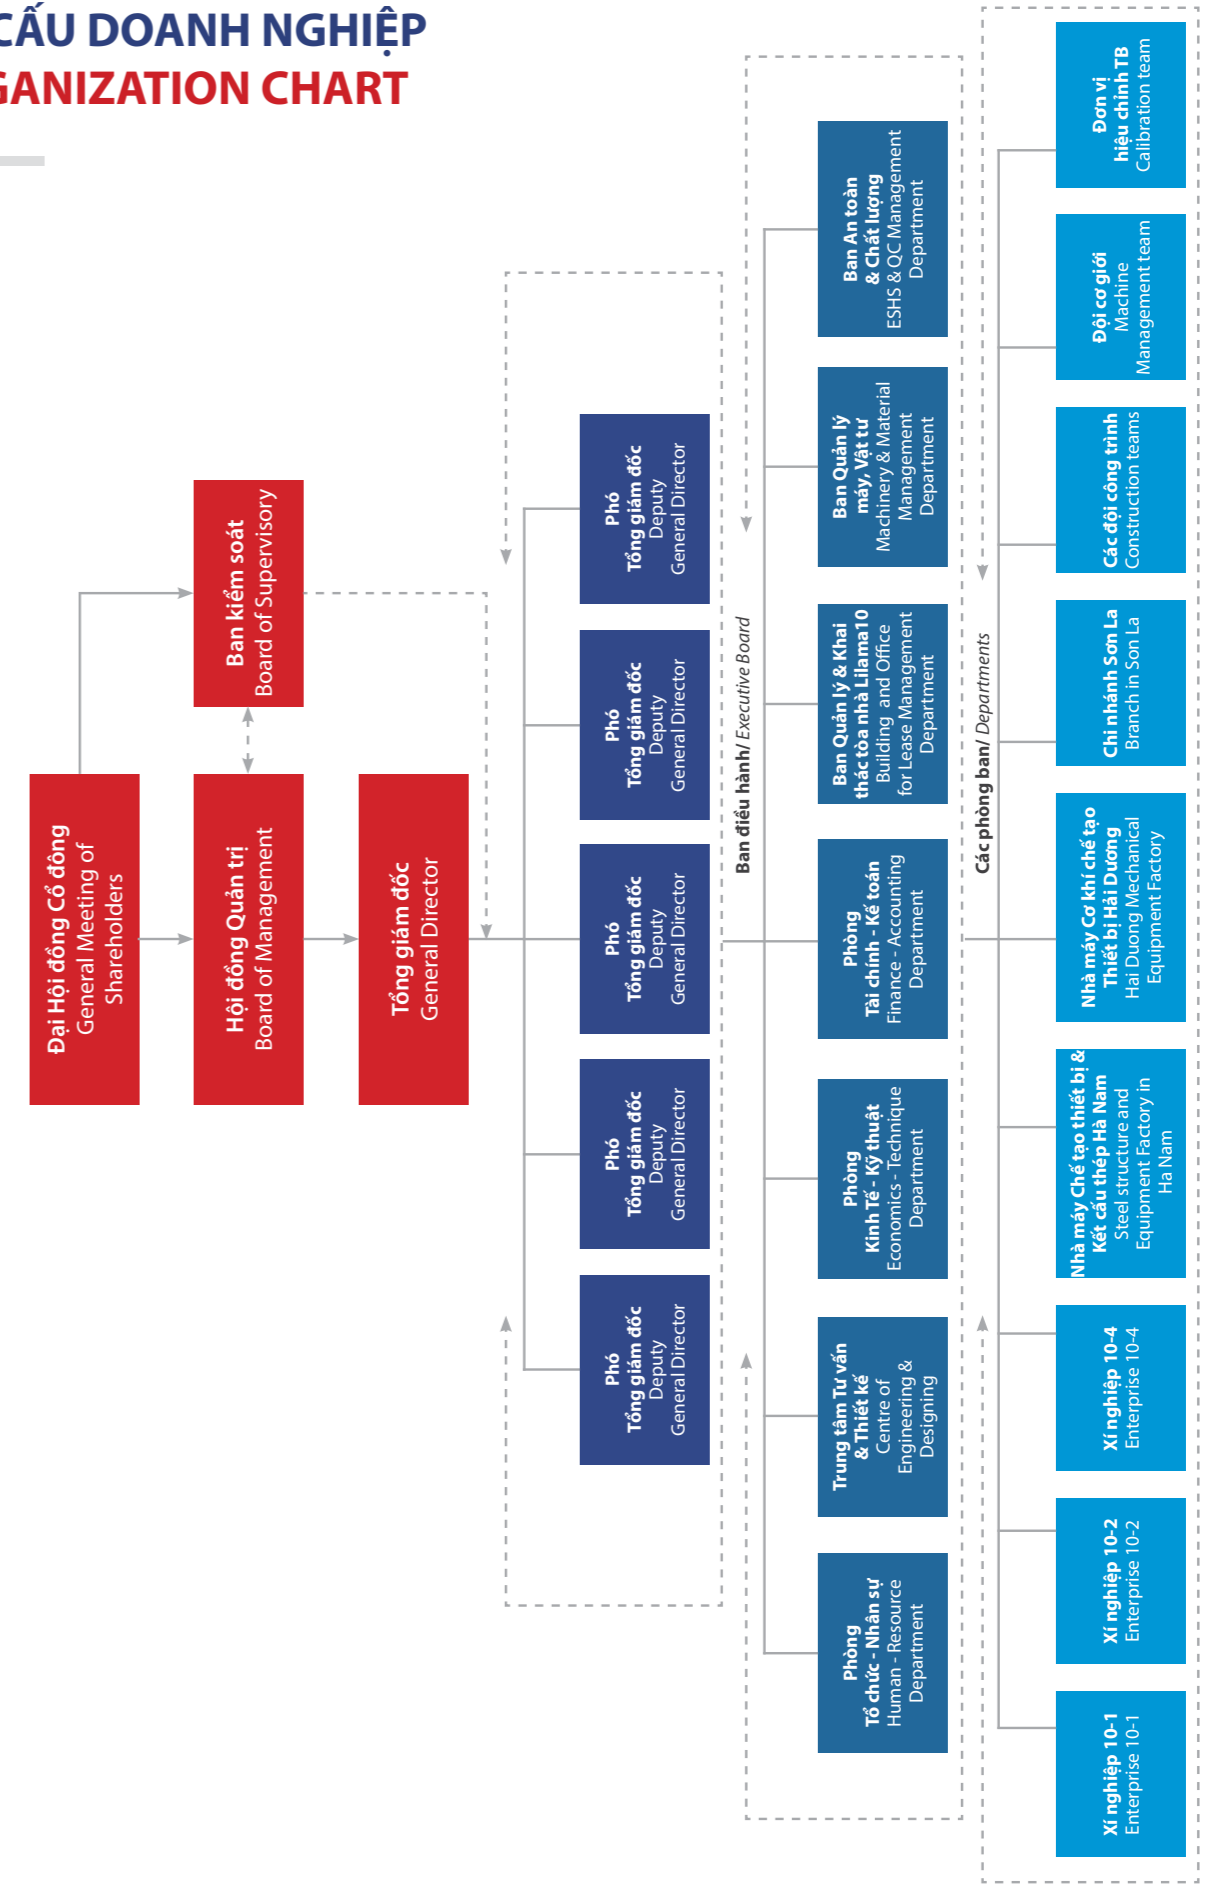 CẤU DOANH NGHIỆP
GANIZATION CHART
Đại Hội đồng Cổ đông
General Meeting of
Shareholders
Hội đồng Quản trị
Board of Management
Ban kiểm soát
Board of Supervisory
Tổng giám đốc
General Director
Phó
Tổng giám đốc
Deputy
General Director
Phó
Tổng giám đốc
Deputy
General Director
Phó
Tổng giám đốc
Deputy
General Director
Phó
Tổng giám đốc
Deputy
General Director
Phó
Tổng giám đốc
Deputy
General Director
Ban điều hành/ Executive Board
Phòng
Tổ chức - Nhân sự
Human - Resource
Department
Trung tâm Tư vấn
& Thiết kế
Centre of
Engineering &
Designing
Phòng
Kinh Tế - Kỹ thuật
Economics - Technique
Department
Phòng
Tài chính - Kế toán
Finance - Accounting
Department
Ban Quản lý & Khai
thác tòa nhà Lilama10
Building and Office
for Lease Management
Department
Ban Quản lý
máy, Vật tư
Machinery & Material
Management
Department
Ban An toàn
& Chất lượng
ESHS & QC Management
Department
Các phòng ban/ Departments
Xí nghiệp 10-1
Enterprise 10-1
Xí nghiệp 10-2
Enterprise 10-2
Xí nghiệp 10-4
Enterprise 10-4
Nhà máy Chế tạo thiết bị &
Kết cấu thép Hà Nam
Steel structure and
Equipment Factory in
Ha Nam
Nhà máy Cơ khí chế tạo
Thiết bị Hải Dương
Hai Duong Mechanical
Equipment Factory
Chi nhánh Sơn La
Branch in Son La
Các đội công trình
Construction teams
Đội cơ giới
Machine
Management team
Đơn vị
hiệu chỉnh TB
Calibration team